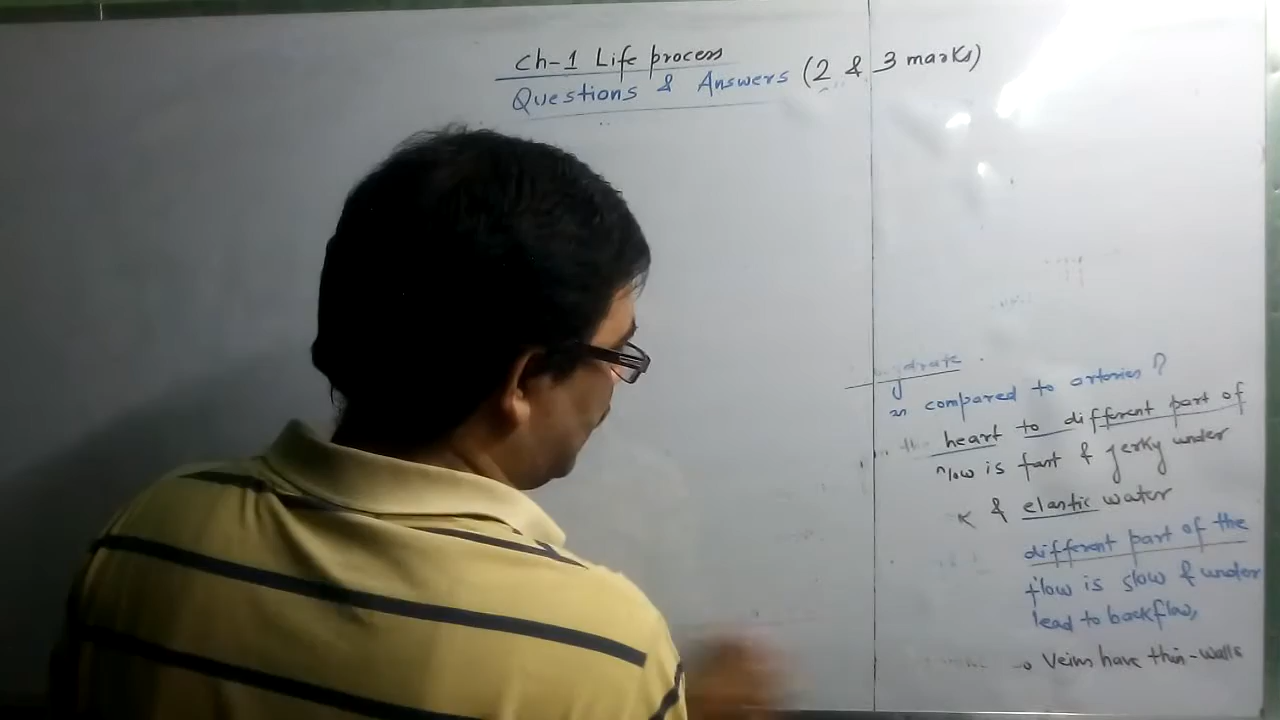 Ch-1 Life process
Questions & Answers (2 & 3 marks)
compared to arteries ?
heart to different part of
low is fast & jerky under
& elastic water
different part of the
flow is slow & under
lead to backflow,
Veins have thin-walls